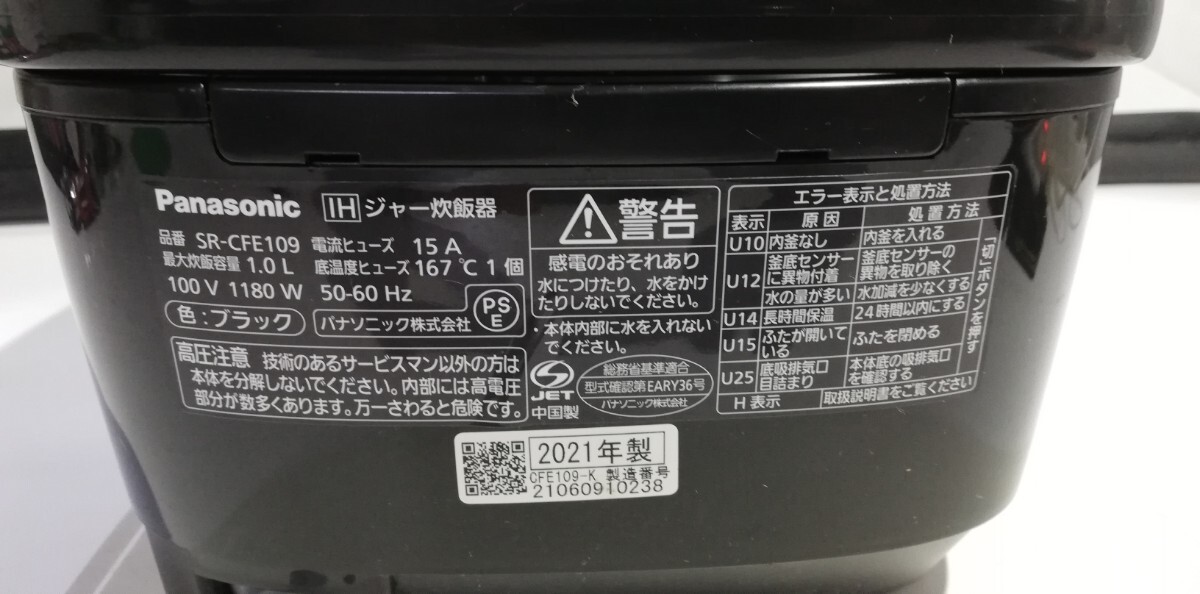 Panasonic IHジャー炊飯器
品番 SR-CFE109 電流ヒューズ 15 A
最大炊飯容量 1.0 L 底温度ヒューズ 167 ℃ 1 個
100 V 1180 W 50-60 Hz
色:ブラック パナソニック株式会社
PS
E
高圧注意 技術のあるサービスマン以外の方は
本体を分解しないでください。内部には高電圧
部分が数多くあります。万一さわると危険です。
警告
感電のおそれあり
水につけたり、水をかけ
たりしないでください。
・本体内部に水を入れない
でください。
JET
中国製
総務省基準適合
型式確認第EARY36号
パナソニック株式会社
エラー表示と処置方法
表示 原因 処置方法
U10 内釜なし 内釜を入れる
U12 釜底センサー
に異物付着 釜底センサーの
異物を取り除く
水の量が多い 水加減を少なくする
U14 長時間保温 24時間以内にする
U15 ふたが開いて
いる ふたを閉める
U25 底吸排気口
目詰まり 本体底の吸排気口
を確認する
「切」ボタンを押す
H 表示 取扱説明書をご覧ください
2021年製
CFE109-K 製造番号
21060910238